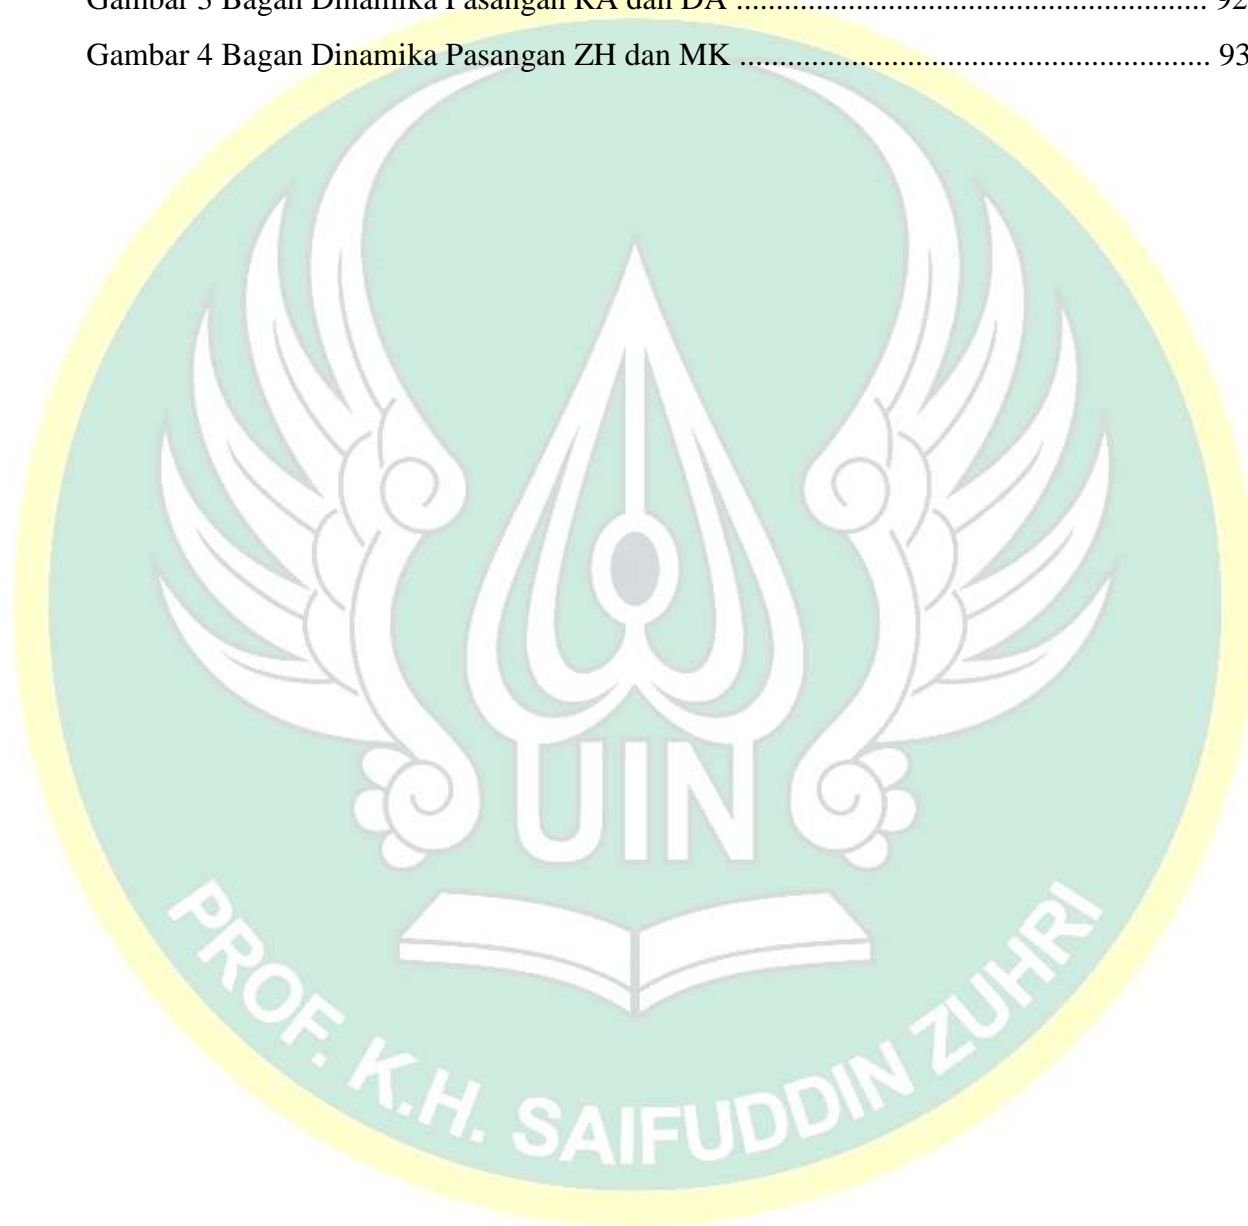 Gambar 3 Bagan Dinamika Pasangan RA dan DA ............................................................ 92
Gambar 4 Bagan Dinamika Pasangan ZH dan MK ............................................................ 93
UIN
PROF. K.H. SAIFUDDIN ZUHRI